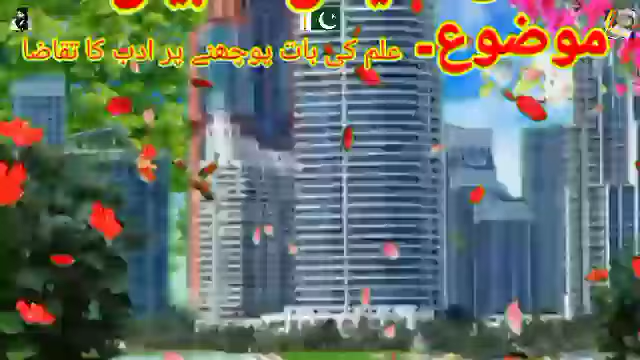 موضوع۔ علم کی بات پوچھنے پر ادب کا تقاضا